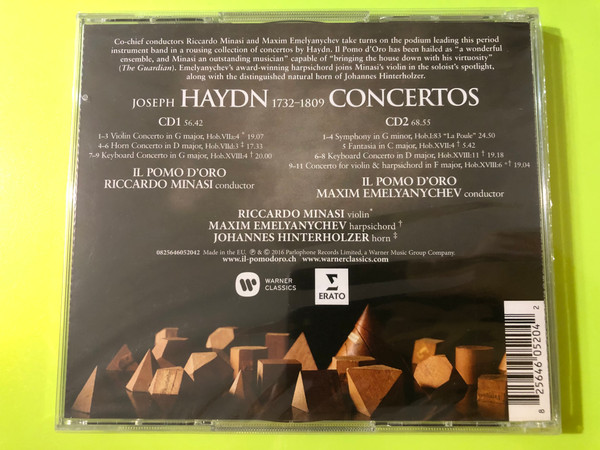 Co-chief conductors Riccardo Minasi and Maxim Emelyanychev take turns on the podium leading this period
instrument band in a rousing collection of concertos by Haydn. Il Pomo d'Oro has been hailed as “a wonderful
ensemble, and Minasi an outstanding musician” capable of “bringing the house down with his virtuosity”
(The Guardian). Emelyanychev's award-winning harpsichord joins Minasi's violin in the soloist's spotlight,
along with the distinguished natural horn of Johannes Hinterholzer.
JOSEPH HAYDN 1732–1809 CONCERTOS
CD1 56.42
1–3 Violin Concerto in G major, Hob.VIIa:4 * 19.07
4–6 Horn Concerto in D major, Hob.VIId:3 ‡ 17.33
7–9 Keyboard Concerto in G major, Hob.XVIII:4 † 20.00
IL POMO D'ORO
RICCARDO MINASI conductor
CD2 68.55
1–4 Symphony in G minor, Hob.I:83 “La Poule” 24.50
5 Fantasia in C major, Hob.XVII:4 † 5.42
6–8 Keyboard Concerto in D major, Hob.XVIII:11 † 19.18
9–11 Concerto for violin & harpsichord in F major, Hob.XVIII:6 *† 19.04
IL POMO D'ORO
MAXIM EMELYANYCHEV conductor
RICCARDO MINASI violin *
MAXIM EMELYANYCHEV harpsichord †
JOHANNES HINTERHOLZER horn ‡
0825646052042 Made in the EU. ℗ & © 2016 Parlophone Records Limited, a Warner Music Group Company.
www.il-pomodoro.ch www.warnerclassics.com
WARNER
CLASSICS
ERATO
8 25646 05204 2